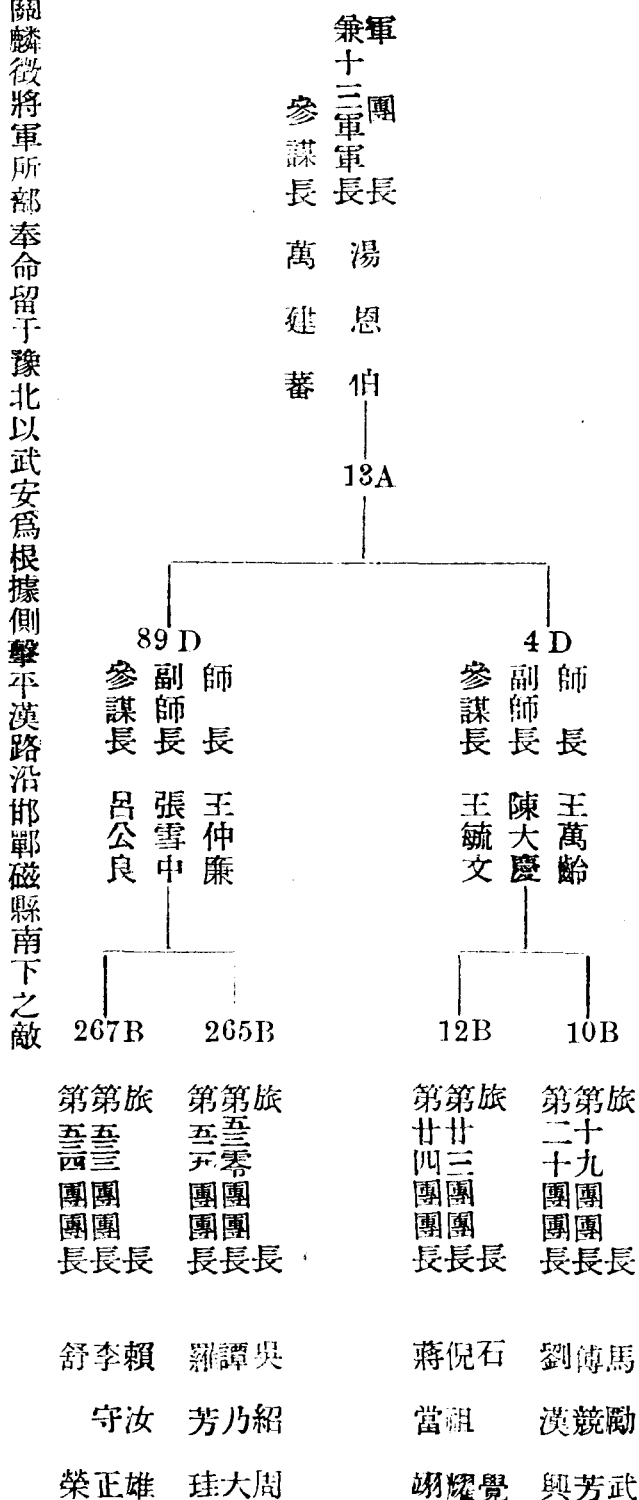 軍團長
兼十三軍軍長 湯恩伯
參謀長 萬建蕃
13A
4D
師長 王萬齡
副師長 陳大慶
參謀長 王毓文
10B
旅長 馬勵武
第十九團團長 傅競芳
第二十團團長 劉漢興
12B
旅長 石覺
第廿三團團長 倪祖耀
第廿四團團長 蔣當翊
89D
師長 王仲廉
副師長 張雪中
參謀長 呂公良
265B
旅長 吳紹周
第五三零團團長 譚乃大
第五二九團團長 羅芳珪
267B
旅長 賴汝雄
第五三三團團長 李守正
第五三四團團長 舒榮
關麟徵將軍所部奉命留于豫北以武安爲根據側擊平漢路沿邯鄲磁縣南下之敵